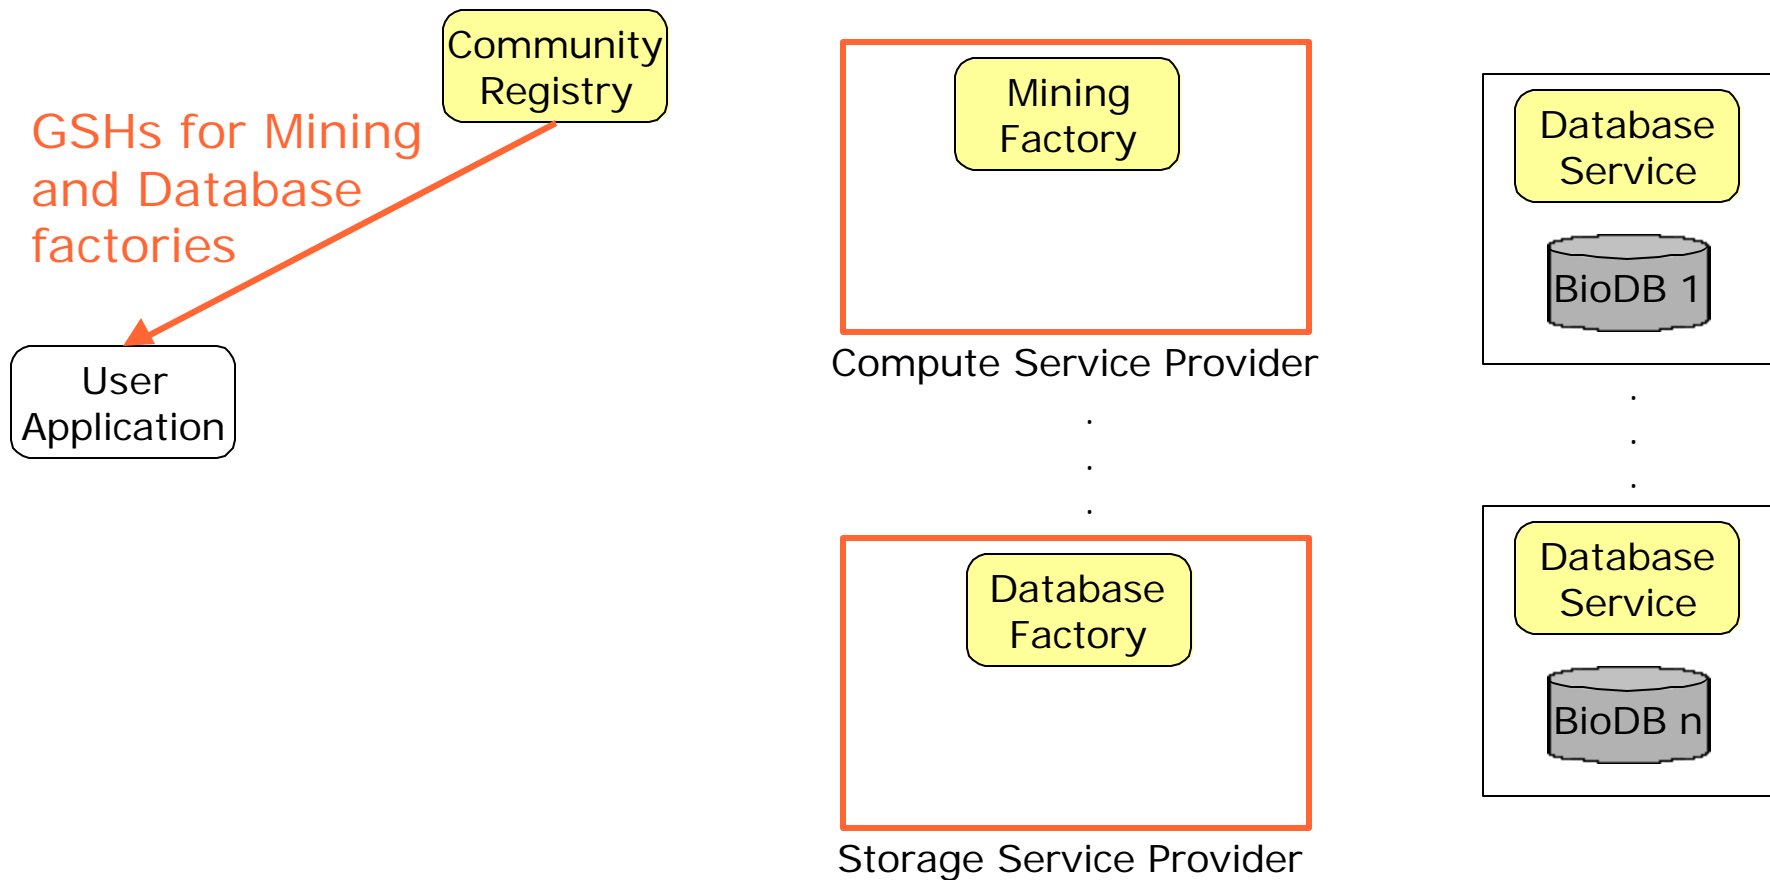 Community
Registry
GSHs for Mining
and Database
factories
User
Application
Mining
Factory
Compute Service Provider
.
.
.
Database
Factory
Storage Service Provider
Database
Service
BioDB 1
.
.
.
Database
Service
BioDB n